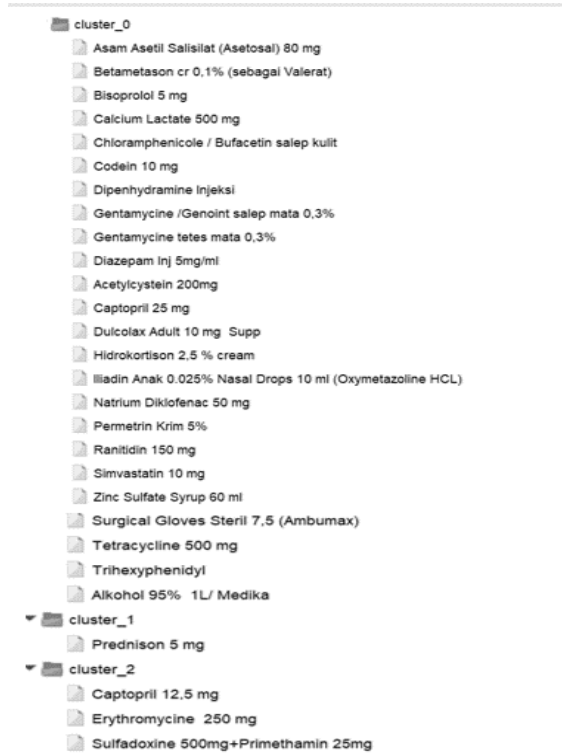 cluster_0
Asam Asetil Salisilat (Asetosal) 80 mg
Betametason cr 0,1% (sebagai Valerat)
Bisoprolol 5 mg
Calcium Lactate 500 mg
Chloramphenicole / Bufacetin salep kulit
Codein 10 mg
Dipenhydramine Injeksi
Gentamycine /Genoint salep mata 0,3%
Gentamycine tetes mata 0,3%
Diazepam Inj 5mg/ml
Acetylcystein 200mg
Captopril 25 mg
Dulcolax Adult 10 mg Supp
Hidrokortison 2,5 % cream
Iliadin Anak 0.025% Nasal Drops 10 ml (Oxymetazoline HCL)
Natrium Diklofenac 50 mg
Permetrin Krim 5%
Ranitidin 150 mg
Simvastatin 10 mg
Zinc Sulfate Syrup 60 ml
Surgical Gloves Steril 7,5 (Ambumax)
Tetracycline 500 mg
Trihexyphenidyl
Alkohol 95% 1L/ Medika
cluster_1
Prednison 5 mg
cluster_2
Captopril 12,5 mg
Erythromycine 250 mg
Sulfadoxine 500mg+Primethamin 25mg